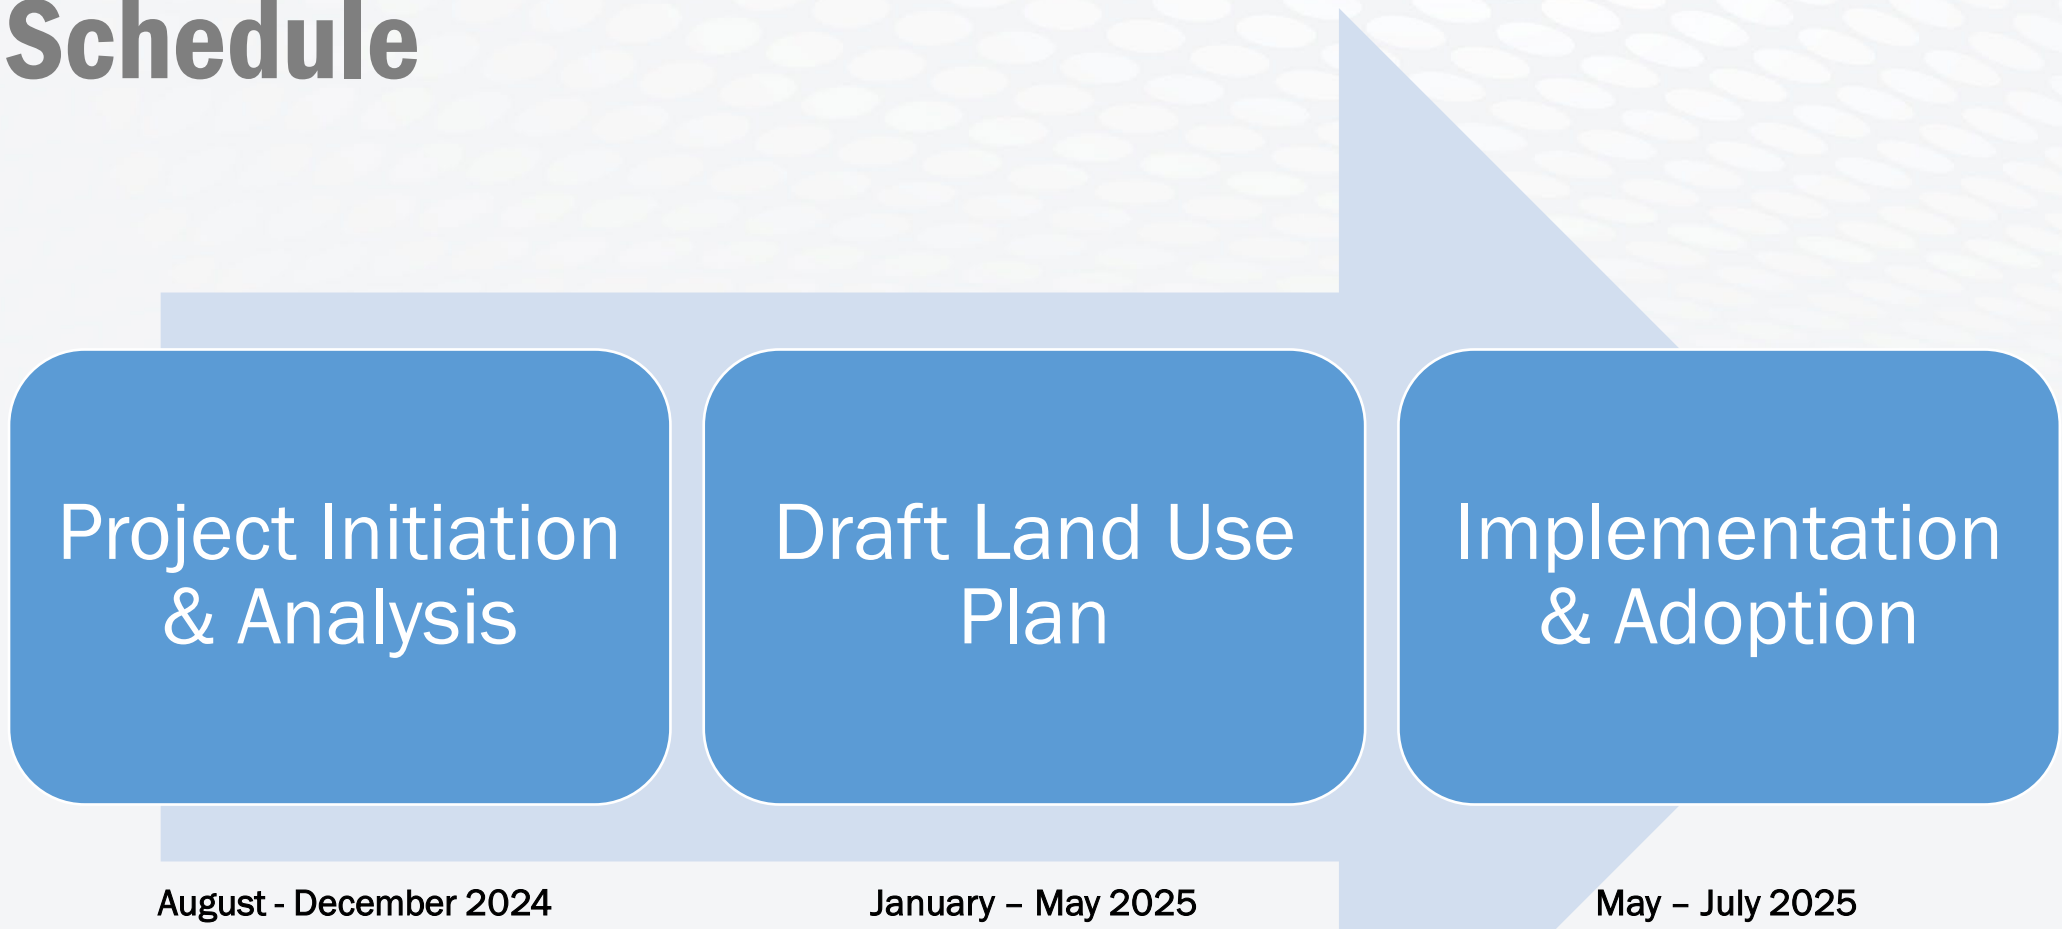 Schedule
Project Initiation
& Analysis
Draft Land Use
Plan
Implementation
& Adoption
August - December 2024
January – May 2025
May – July 2025